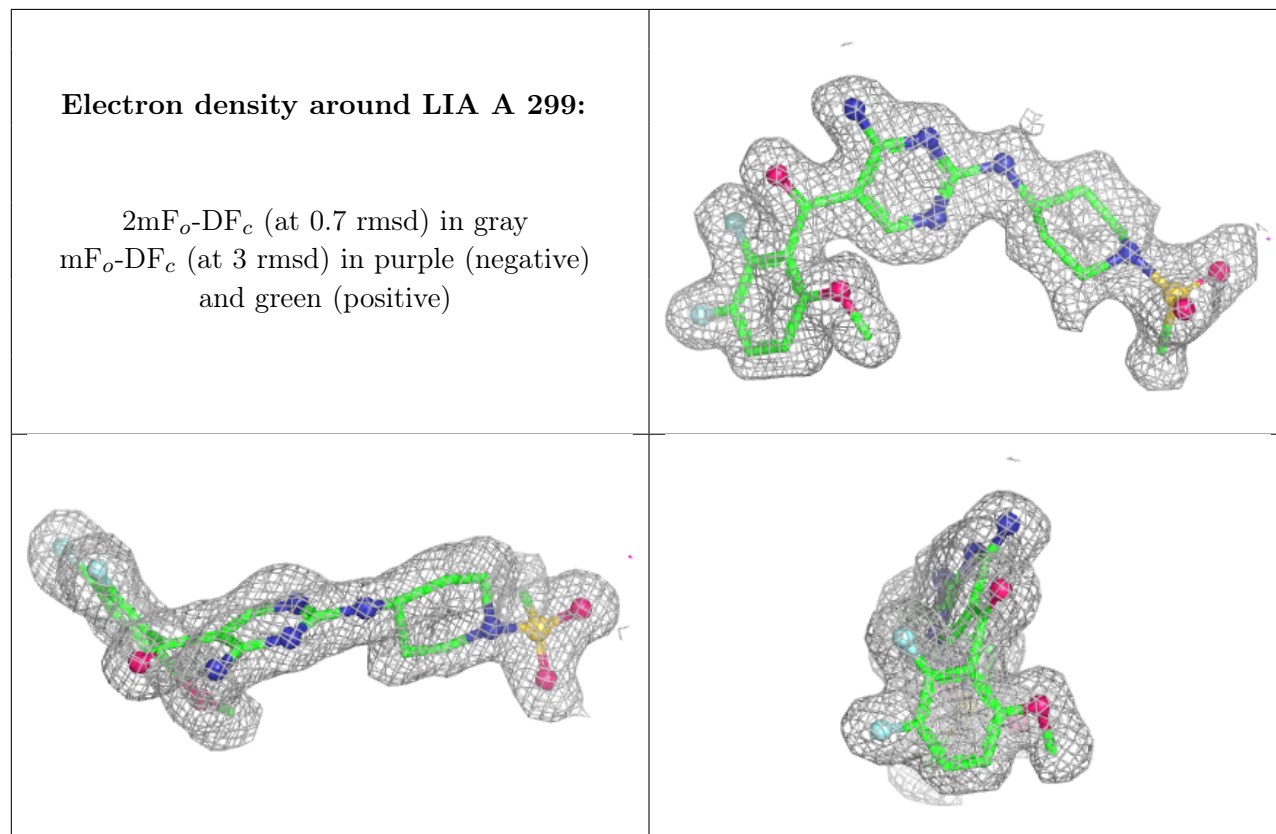 Electron density around LIA A 299:
2mFₒ-DF𝑐 (at 0.7 rmsd) in gray
mFₒ-DF𝑐 (at 3 rmsd) in purple (negative)
and green (positive)